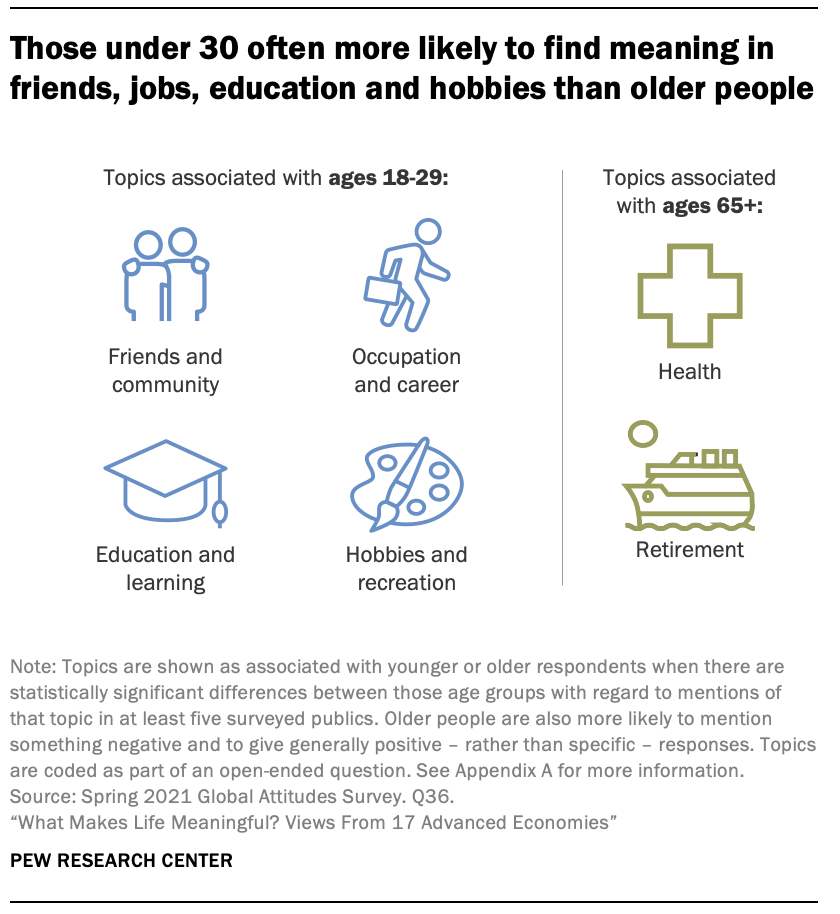 Those under 30 often more likely to find meaning in
friends, jobs, education and hobbies than older people
Topics associated with ages 18-29:
Friends and
community
Occupation
and career
Education and
learning
Hobbies and
recreation
Topics associated
with ages 65+:
Health
Retirement
Note: Topics are shown as associated with younger or older respondents when there are
statistically significant differences between those age groups with regard to mentions of
that topic in at least five surveyed publics. Older people are also more likely to mention
something negative and to give generally positive – rather than specific – responses. Topics
are coded as part of an open-ended question. See Appendix A for more information.
Source: Spring 2021 Global Attitudes Survey. Q36.
“What Makes Life Meaningful? Views From 17 Advanced Economies”
PEW RESEARCH CENTER